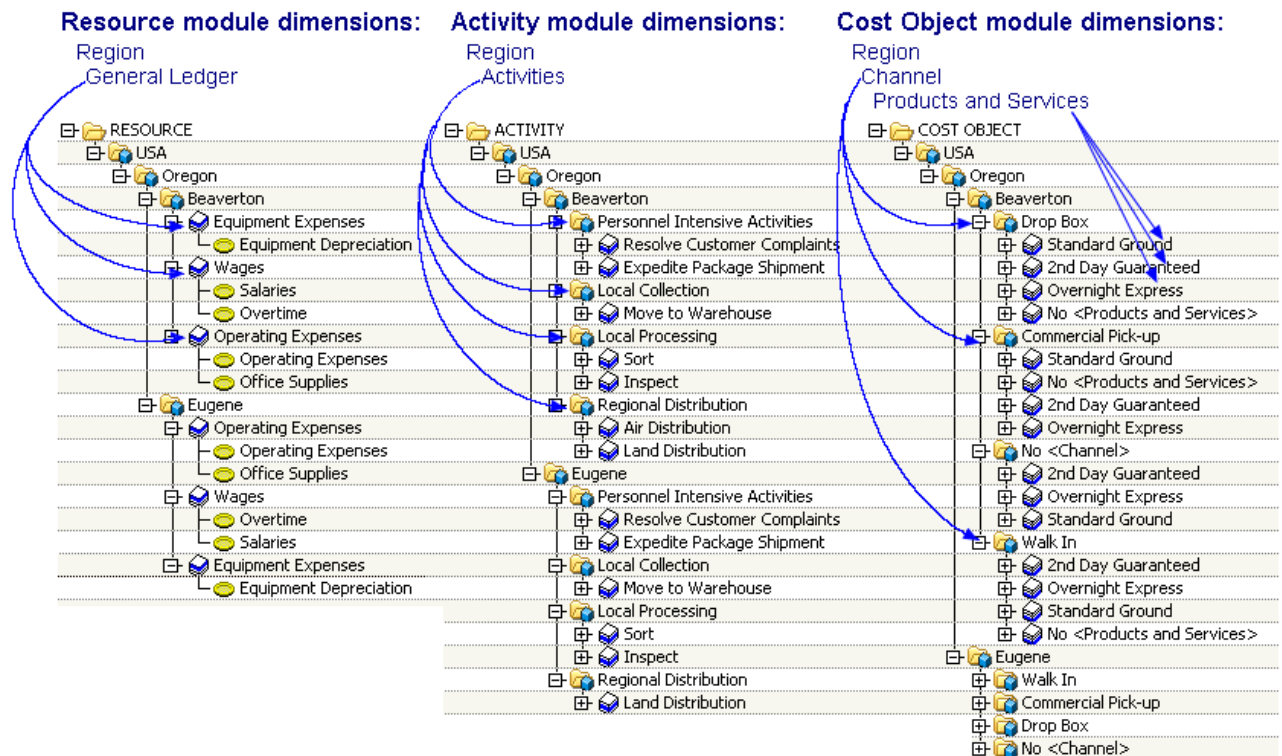 Resource module dimensions:
Region
General Ledger
RESOURCE
USA
Oregon
Beaverton
Equipment Expenses
Equipment Depreciation
Wages
Salaries
Overtime
Operating Expenses
Operating Expenses
Office Supplies
Eugene
Operating Expenses
Operating Expenses
Office Supplies
Wages
Overtime
Salaries
Equipment Expenses
Equipment Depreciation
Activity module dimensions:
Region
Activities
ACTIVITY
USA
Oregon
Beaverton
Personnel Intensive Activities
Resolve Customer Complaints
Expedite Package Shipment
Local Collection
Move to Warehouse
Local Processing
Sort
Inspect
Regional Distribution
Air Distribution
Land Distribution
Eugene
Personnel Intensive Activities
Resolve Customer Complaints
Expedite Package Shipment
Local Collection
Move to Warehouse
Local Processing
Sort
Inspect
Regional Distribution
Land Distribution
Cost Object module dimensions:
Region
Channel
Products and Services
COST OBJECT
USA
Oregon
Beaverton
Drop Box
Standard Ground
2nd Day Guaranteed
Overnight Express
No <Products and Services>
Commercial Pick-up
Standard Ground
No <Products and Services>
2nd Day Guaranteed
Overnight Express
No <Channel>
2nd Day Guaranteed
Overnight Express
Standard Ground
Walk In
2nd Day Guaranteed
Overnight Express
Standard Ground
No <Products and Services>
Eugene
Walk In
Commercial Pick-up
Drop Box
No <Channel>